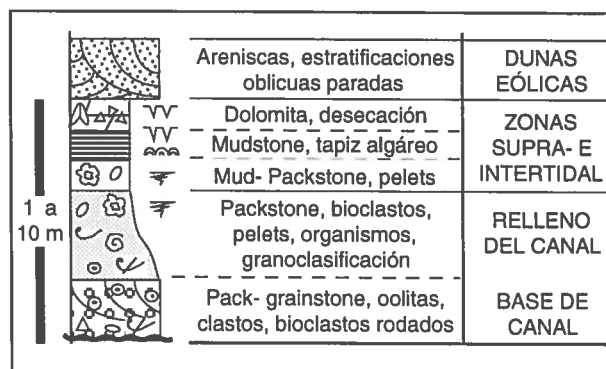 Areniscas, estratificaciones
oblicuas paradas
DUNAS
EÓLICAS
Dolomita, desecación
Mudstone, tapiz algáreo
Mud- Packstone, pelets
ZONAS
SUPRA- E
INTERTIDAL
1 a
10 m
Packstone, bioclastos,
pelets, organismos,
granoclasificación
RELLENO
DEL CANAL
Pack- grainstone, oolitas,
clastos, bioclastos rodados
BASE DE
CANAL